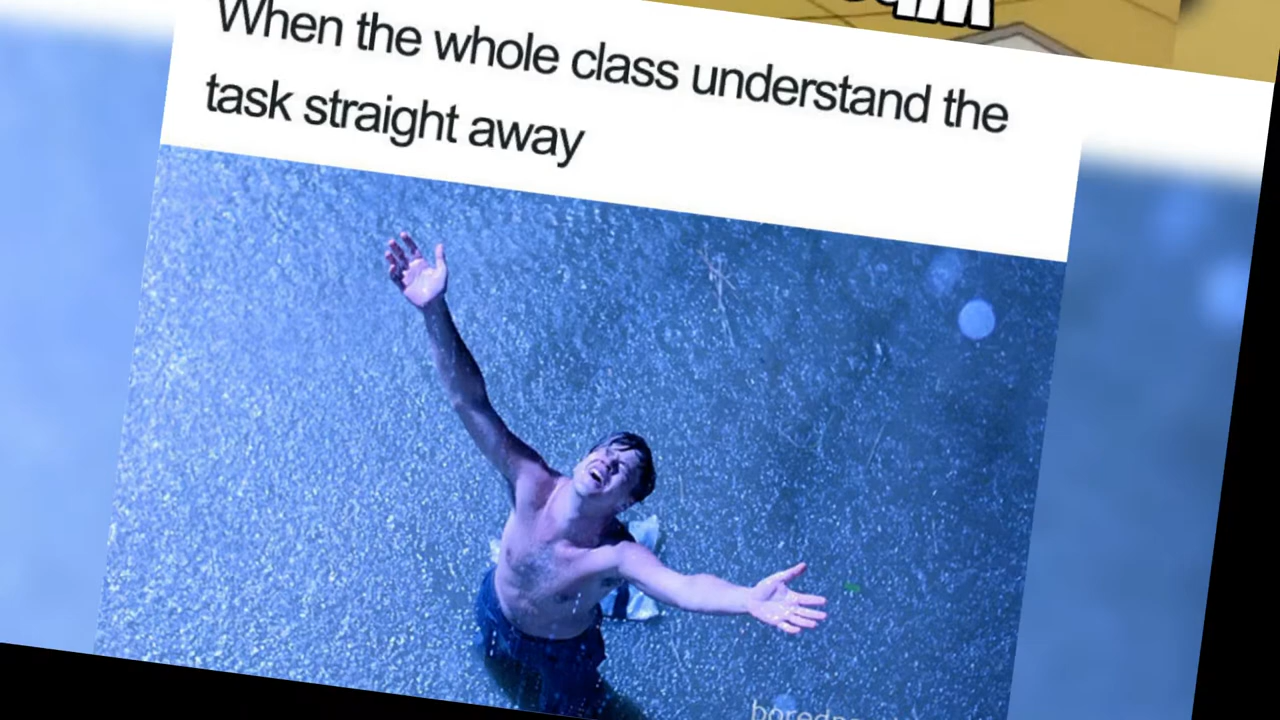 When the whole class understand the
task straight away